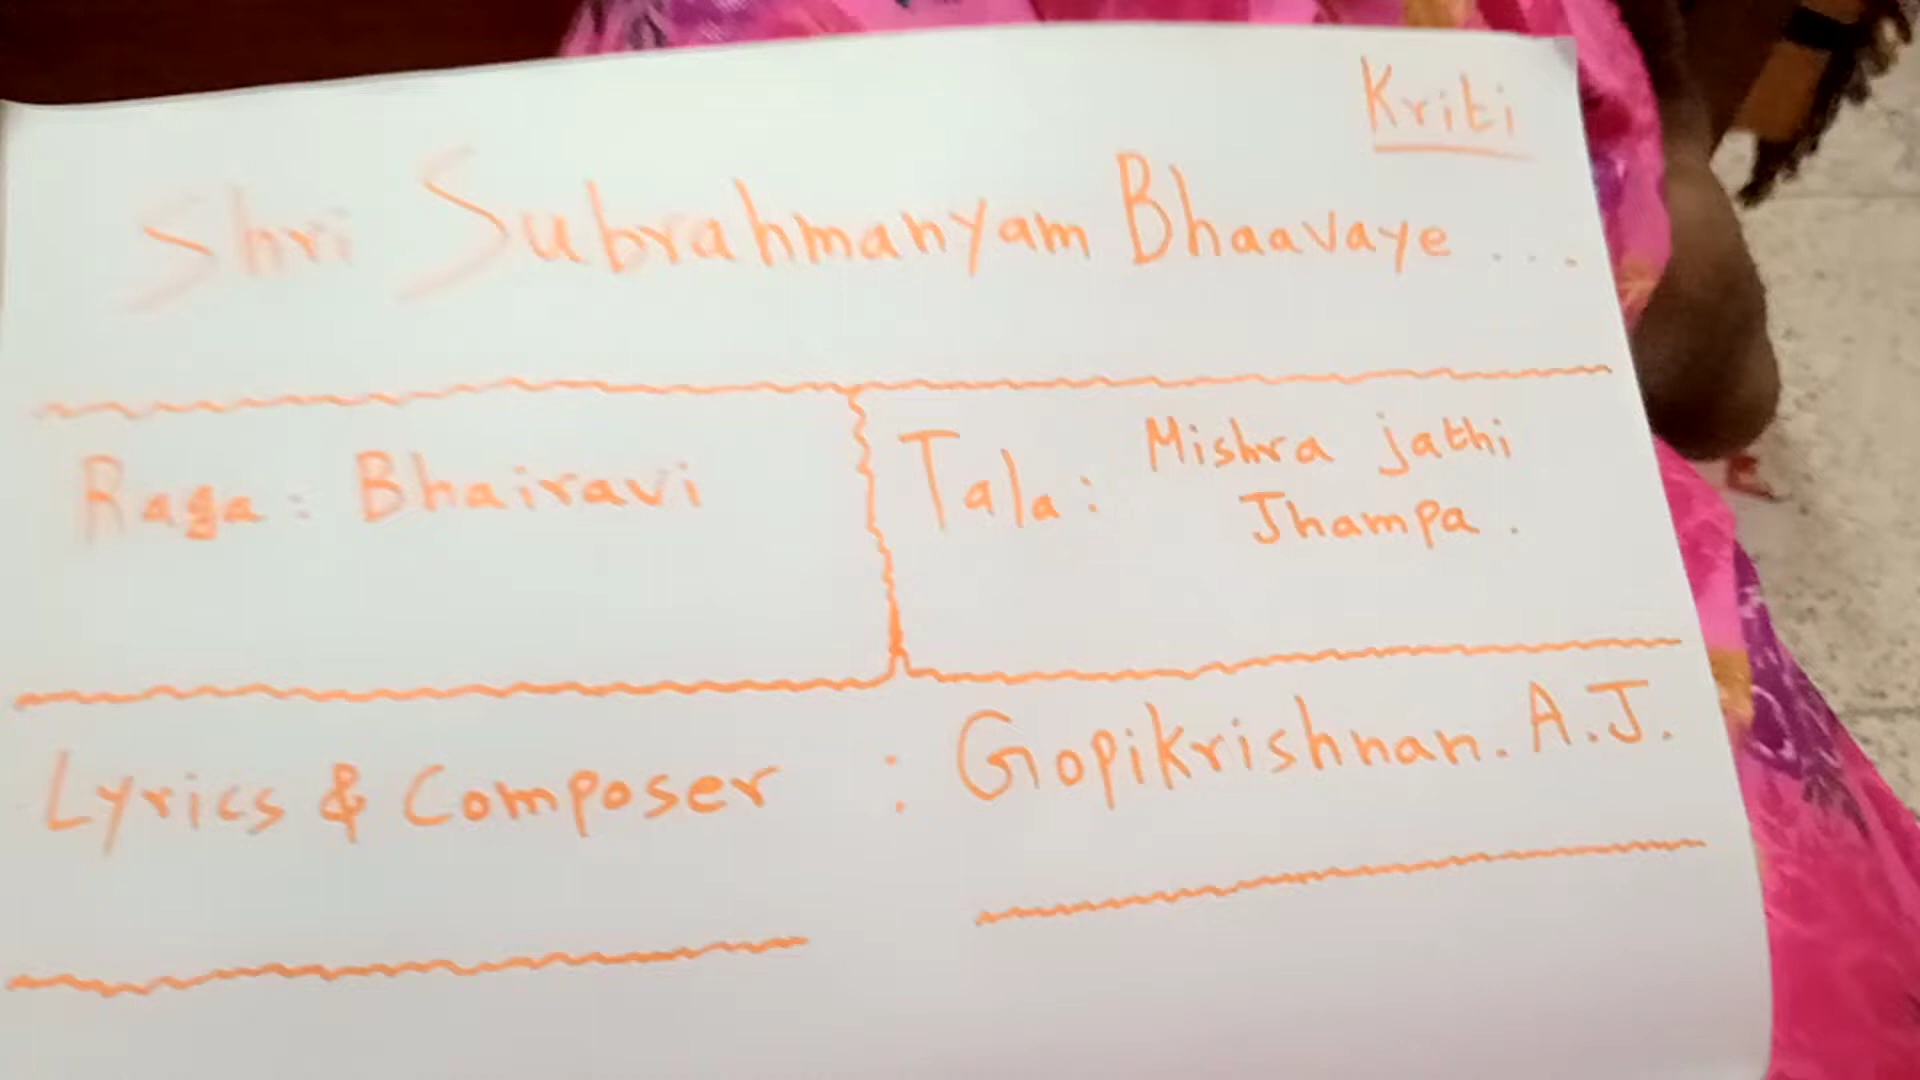 Kriti
Shri Subrahmanyam Bhaavaye ...
Raga: Bhairavi
Tala: Mishra jathi
Jhampa.
Lyrics & Composer : Gopikrishnan. A.J.